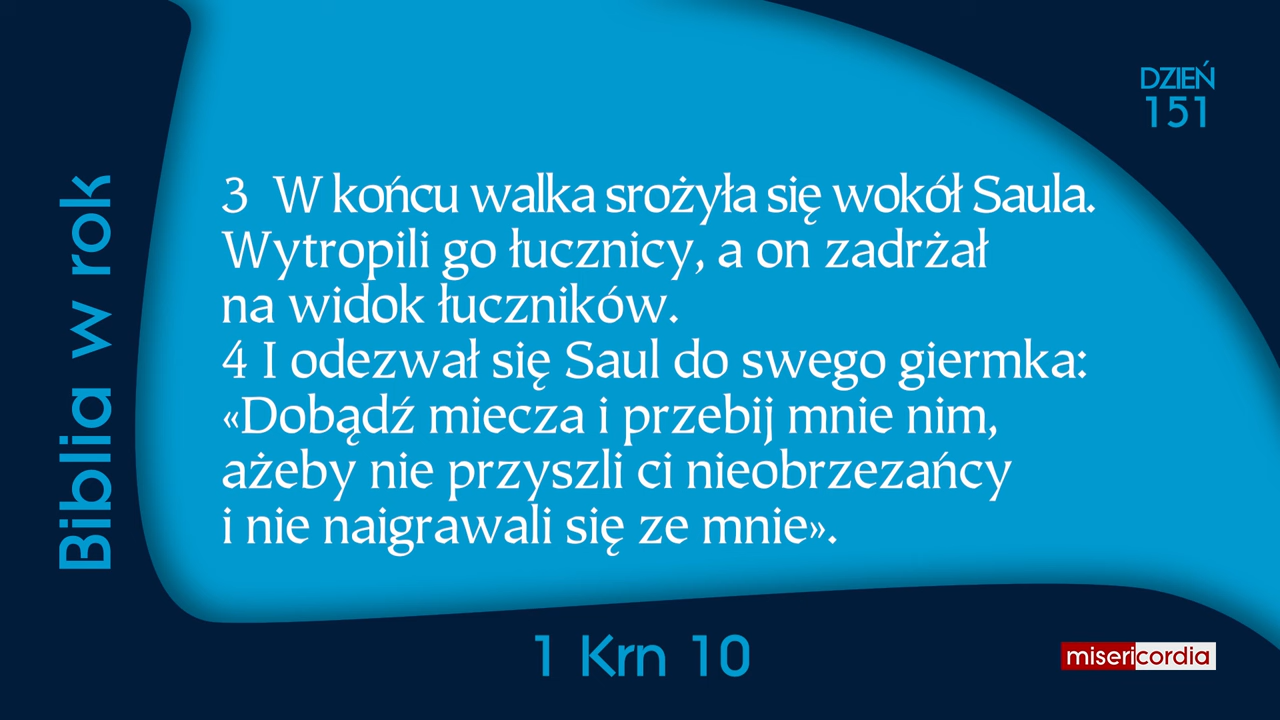 DZIEŃ
151
Biblia w rok
3 W końcu walka srożyła się wokół Saula.
Wytropili go łucznicy, a on zadrżał
na widok łuczników.
4 I odezwał się Saul do swego giermka:
«Dobądź miecza i przebij mnie nim,
ażeby nie przyszli ci nieobrzezańcy
i nie naigrawali się ze mnie».
1 Krn 10
misericordia